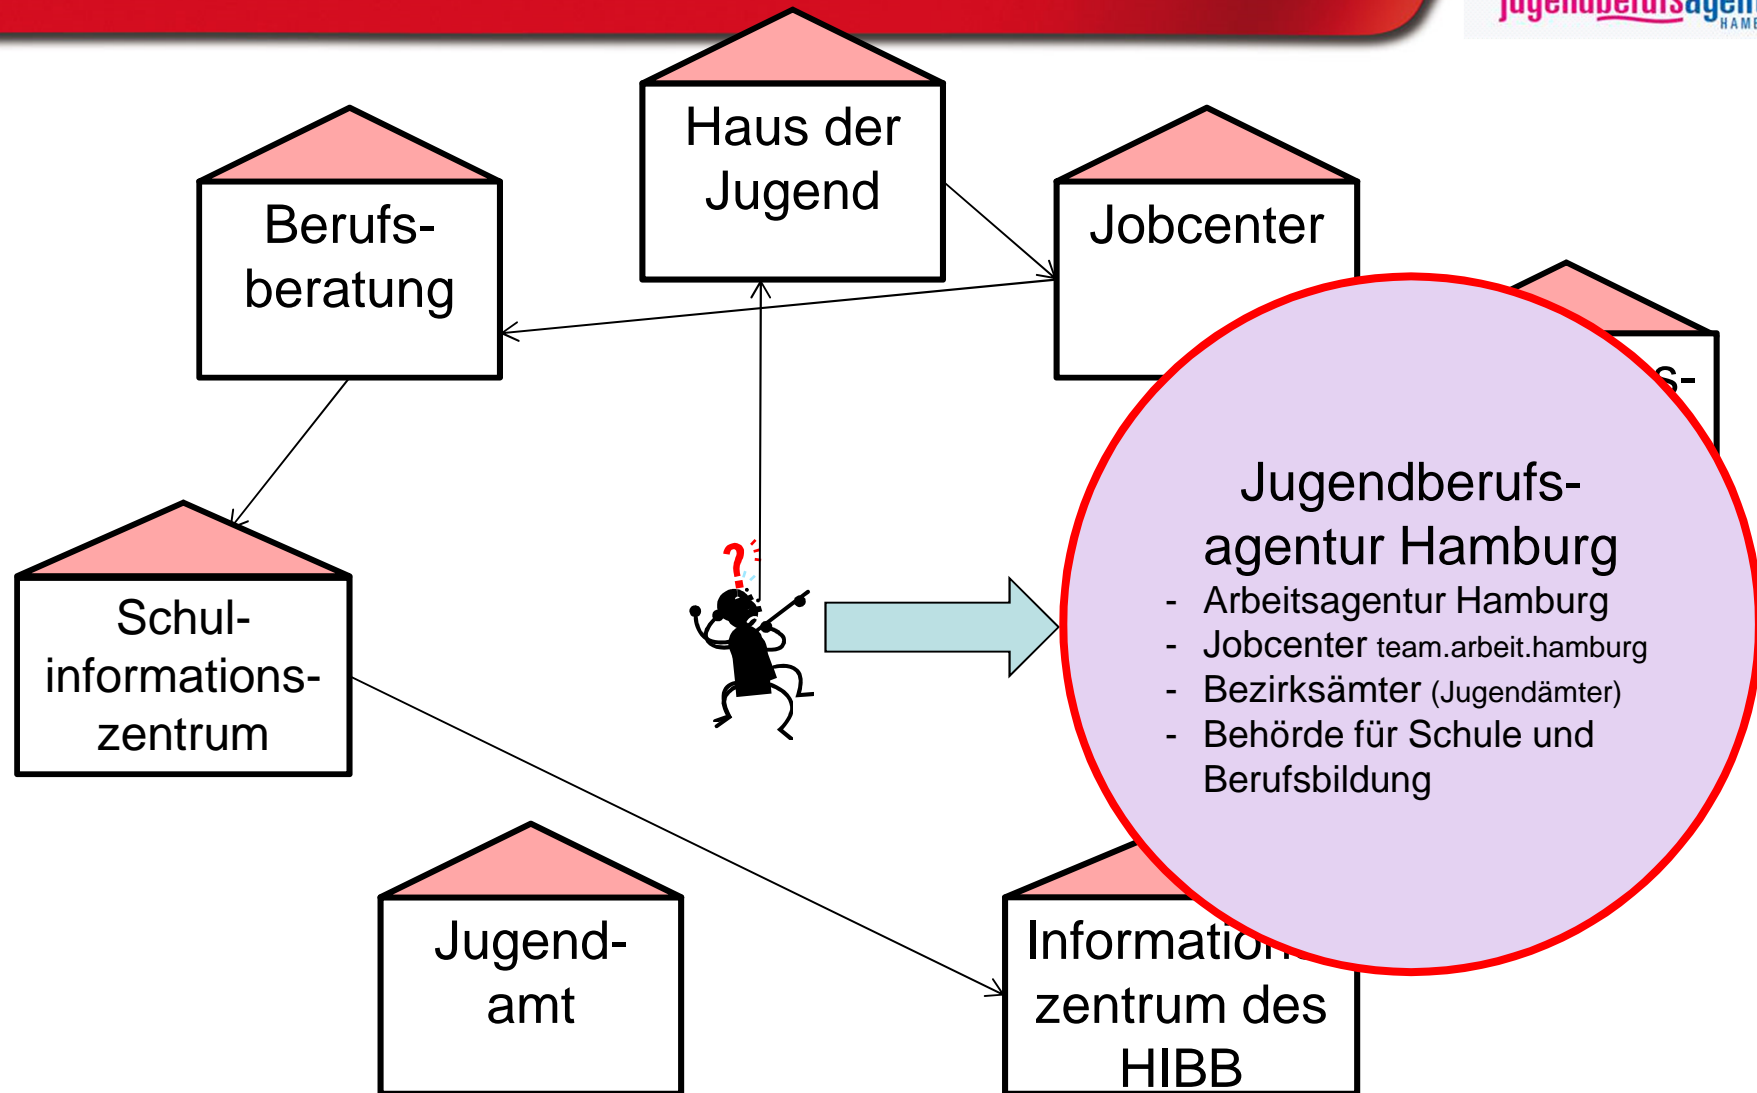 Haus der
Jugend
Berufs-
beratung
Jobcenter
s-
?
Jugendberufs-
agentur Hamburg
- Arbeitsagentur Hamburg
- Jobcenter team.arbeit.hamburg
- Bezirksämter (Jugendämter)
- Behörde für Schule und
Berufsbildung
Schul-
informations-
zentrum
Jugend-
amt
Information
zentrum des
HIBB